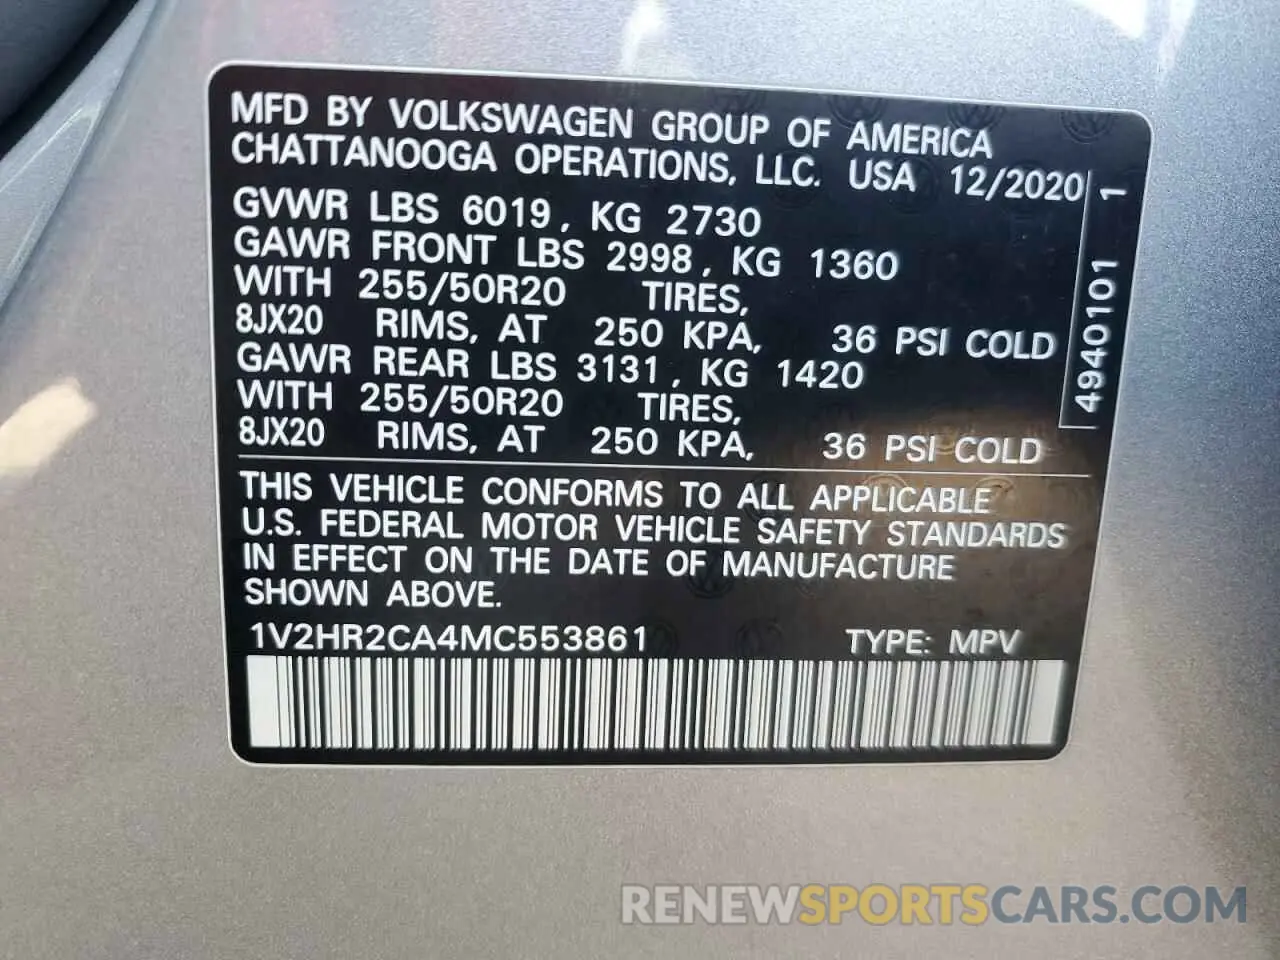 MFD BY VOLKSWAGEN GROUP OF AMERICA
CHATTANOOGA OPERATIONS, LLC. USA 12/2020
GVWR LBS 6019, KG 2730
GAWR FRONT LBS 2998, KG 1360
WITH 255/50R20 TIRES,
8JX20 RIMS, AT 250 KPA, 36 PSI COLD
GAWR REAR LBS 3131, KG 1420
WITH 255/50R20 TIRES,
8JX20 RIMS, AT 250 KPA, 36 PSI COLD
4940101 1
THIS VEHICLE CONFORMS TO ALL APPLICABLE
U.S. FEDERAL MOTOR VEHICLE SAFETY STANDARDS
IN EFFECT ON THE DATE OF MANUFACTURE
SHOWN ABOVE.
1V2HR2CA4MC553861 TYPE: MPV
RENEWSPORTSCARS.COM